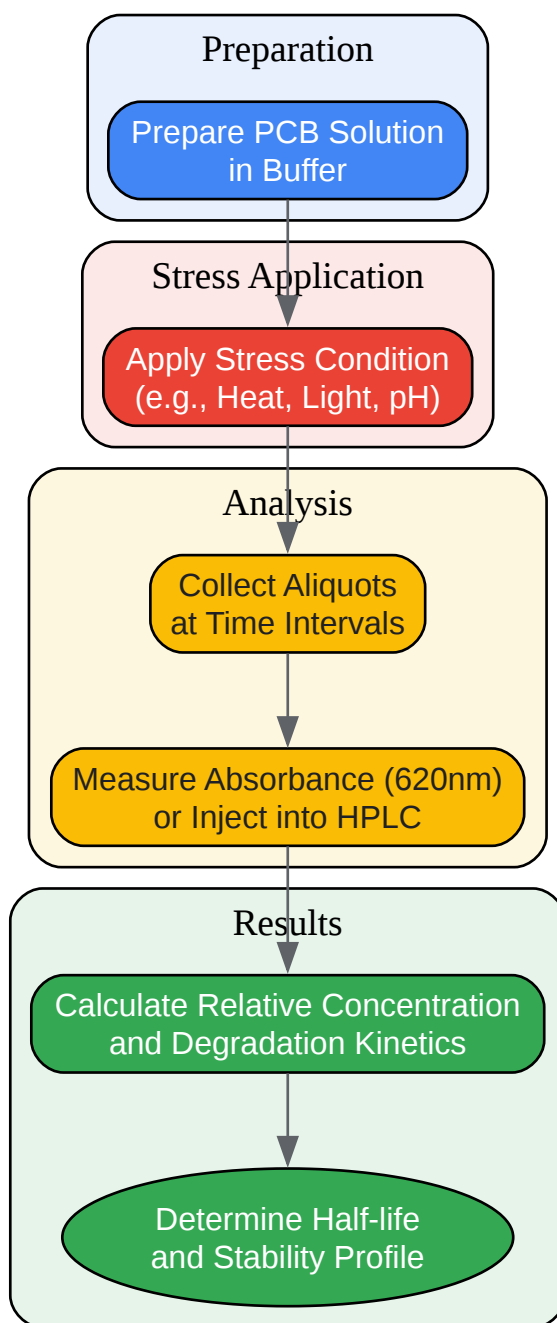 Preparation
Prepare PCB Solution
in Buffer
Stress Application
Apply Stress Condition
(e.g., Heat, Light, pH)
Analysis
Collect Aliquots
at Time Intervals
Measure Absorbance (620nm)
or Inject into HPLC
Results
Calculate Relative Concentration
and Degradation Kinetics
Determine Half-life
and Stability Profile